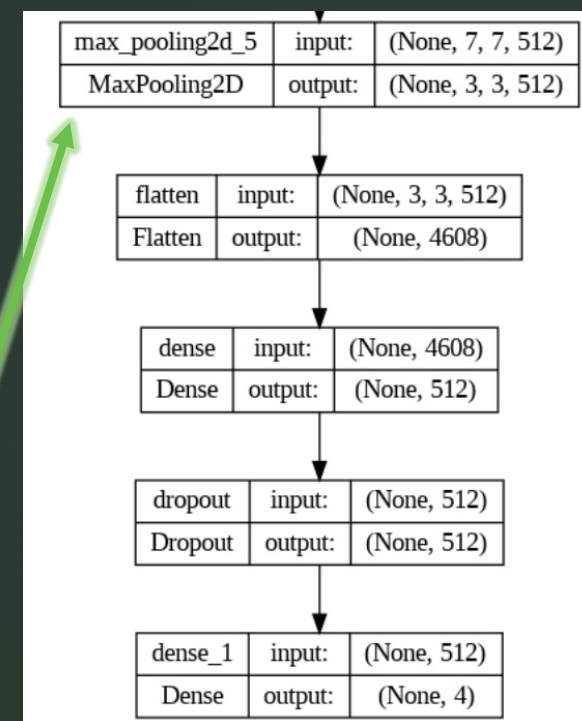 max_pooling2d_5 input: (None, 7, 7, 512)
MaxPooling2D output: (None, 3, 3, 512)
flatten input: (None, 3, 3, 512)
Flatten output: (None, 4608)
dense input: (None, 4608)
Dense output: (None, 512)
dropout input: (None, 512)
Dropout output: (None, 512)
dense_1 input: (None, 512)
Dense output: (None, 4)